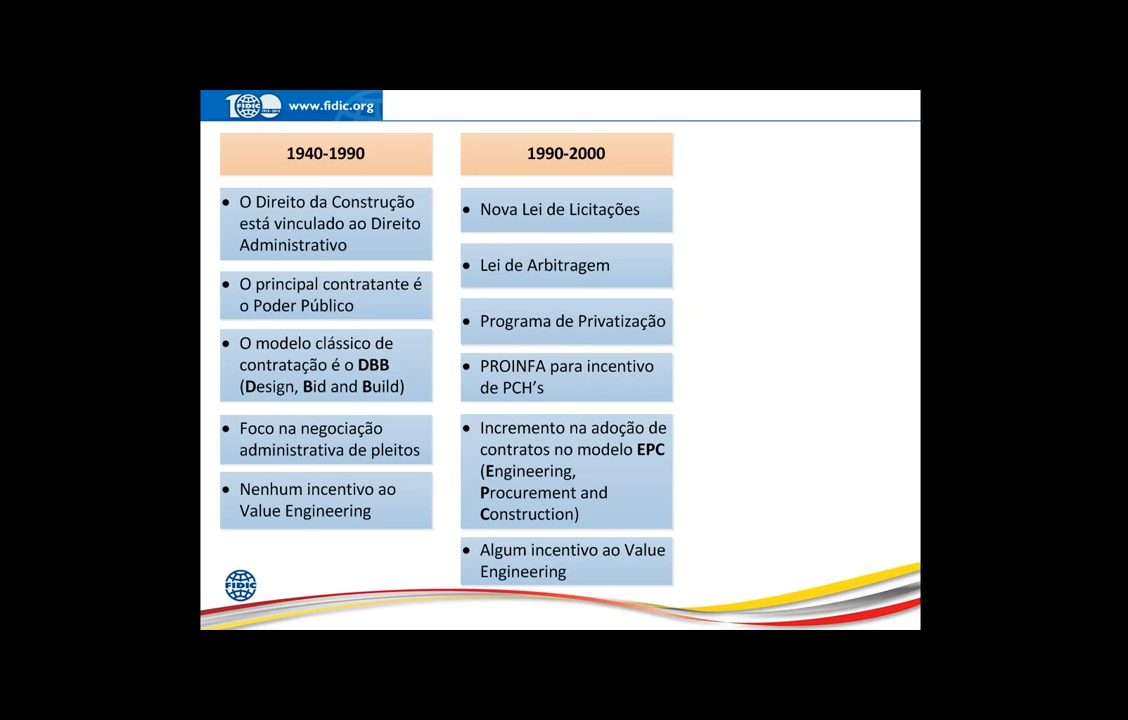 100 FIDIC www.fidic.org
1940-1990
• O Direito da Construção
está vinculado ao Direito
Administrativo
• O principal contratante é
o Poder Público
• O modelo clássico de
contratação é o DBB
(Design, Bid and Build)
• Foco na negociação
administrativa de pleitos
• Nenhum incentivo ao
Value Engineering
1990-2000
• Nova Lei de Licitações
• Lei de Arbitragem
• Programa de Privatização
• PROINFA para incentivo
de PCH's
• Incremento na adoção de
contratos no modelo EPC
(Engineering,
Procurement and
Construction)
• Algum incentivo ao Value
Engineering
FIDIC